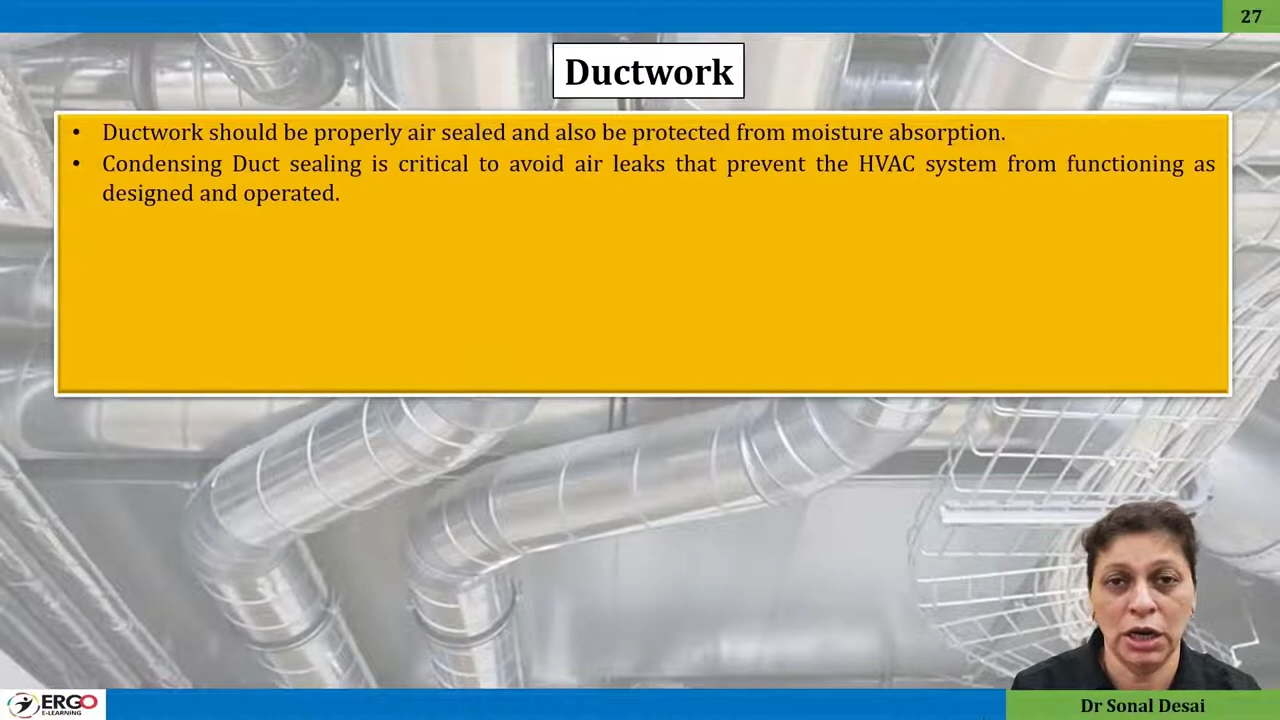 27
Ductwork
• Ductwork should be properly air sealed and also be protected from moisture absorption.
• Condensing Duct sealing is critical to avoid air leaks that prevent the HVAC system from functioning as
designed and operated.
ERGO
E-LEARNING
Dr Sonal Desai